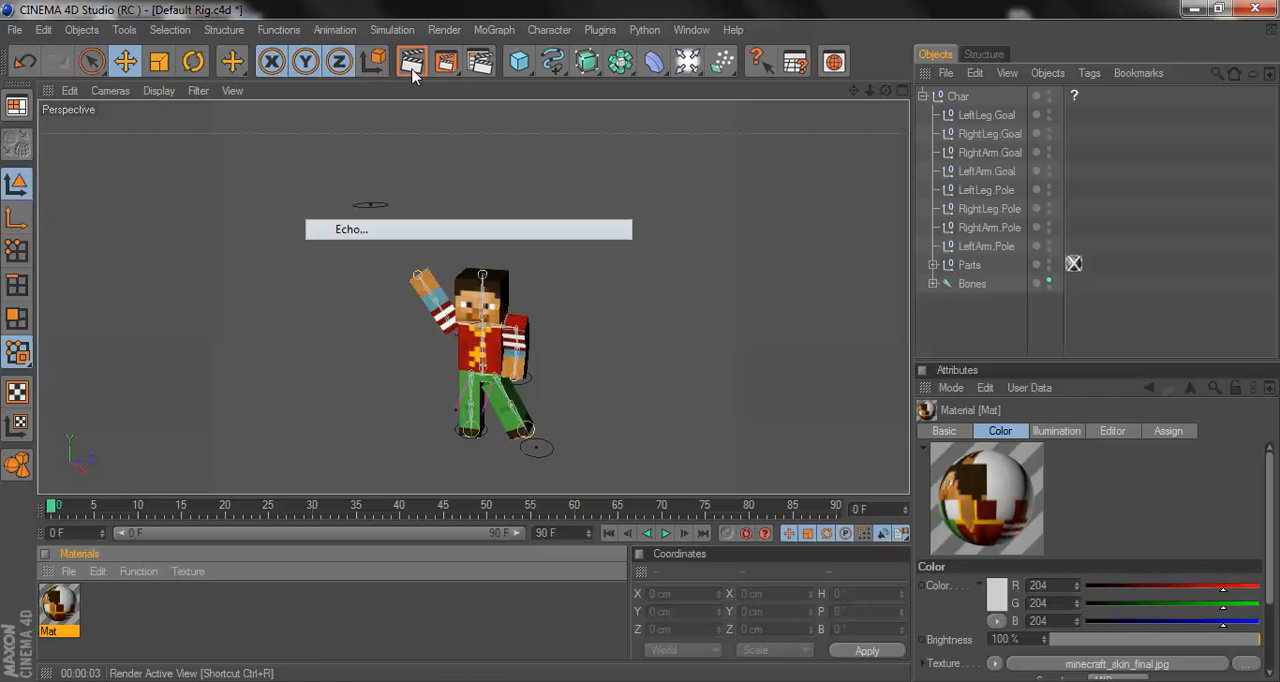 CINEMA 4D Studio (RC ) - [Default Rig.c4d *]
File Edit Objects Tools Selection Structure Functions Animation Simulation Render MoGraph Character Plugins Python Window Help
Edit Cameras Display Filter View
Perspective
Echo...
Y
0 5 10 15 20 25 30 35 40 45 50 55 60 65 70 75 80 85 90 0 F
0 F 0 F 90 F 90 F
Materials
File Edit Function Texture
Mat
MAXON CINEMA 4D
Coordinates
-- -- --
X 0 cm X 0 cm H 0 °
Y 0 cm Y 0 cm P 0 °
Z 0 cm Z 0 cm B 0 °
World Scale Apply
00:00:03 Render Active View [Shortcut Ctrl+R]
Objects Structure
File Edit View Objects Tags Bookmarks
Char
LeftLeg.Goal
RightLeg.Goal
RightArm.Goal
LeftArm.Goal
LeftLeg.Pole
RightLeg.Pole
RightArm.Pole
LeftArm.Pole
Parts
Bones
Attributes
Mode Edit User Data
Material [Mat]
Basic Color Illumination Editor Assign
Color
Color. . . . R 204
G 204
B 204
Brightness 100 %
Texture. . . . minecraft_skin_final.jpg ...